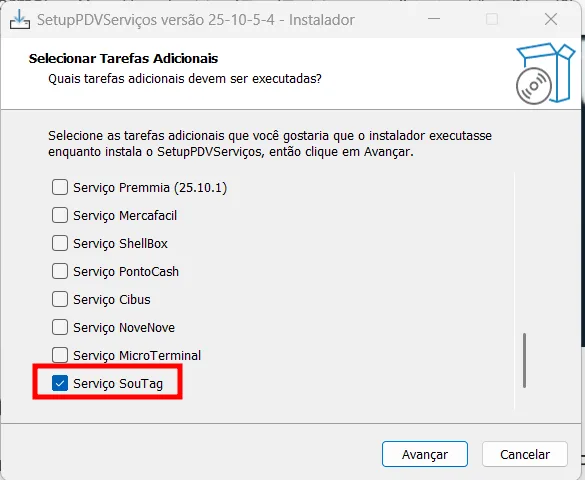 SetupPDVServiços versão 25-10-5-4 - Instalador
Selecionar Tarefas Adicionais
Quais tarefas adicionais devem ser executadas?
Selecione as tarefas adicionais que você gostaria que o instalador executasse
enquanto instala o SetupPDVServiços, então clique em Avançar.
Serviço Premmia (25.10.1)
Serviço Mercafacil
Serviço ShellBox
Serviço PontoCash
Serviço Cibus
Serviço NoveNove
Serviço MicroTerminal
Serviço SouTag
Avançar
Cancelar